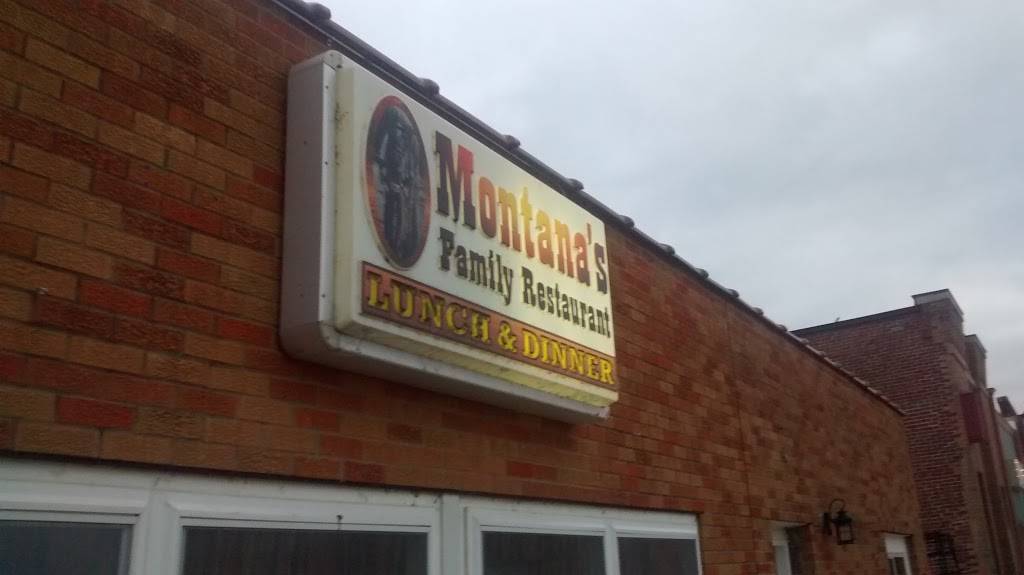 Montana's
Family Restaurant
LUNCH & DINNER